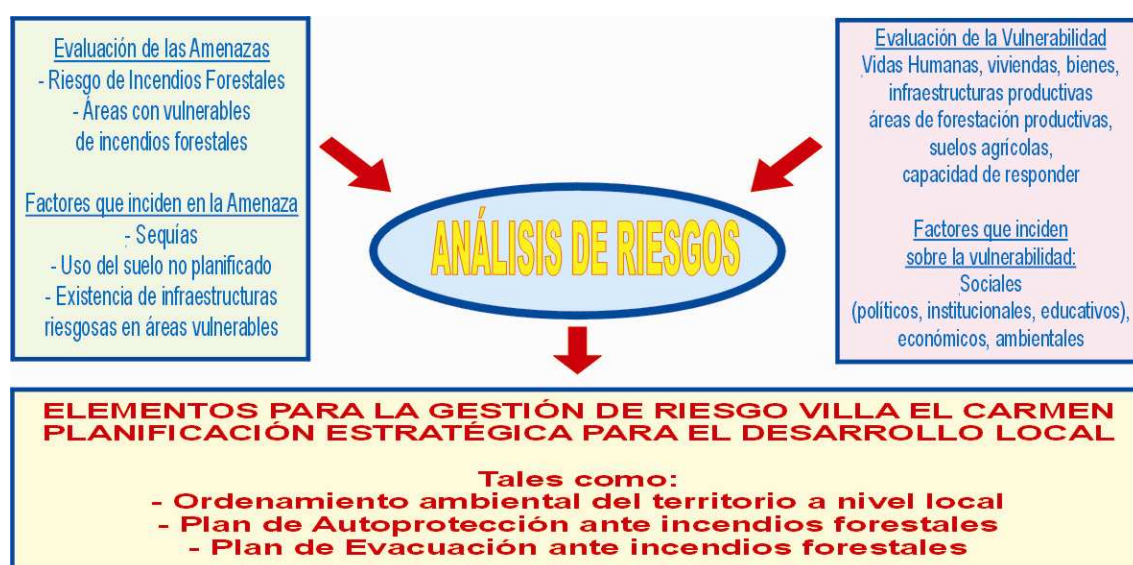 Evaluación de las Amenazas
- Riesgo de Incendios Forestales
- Áreas con vulnerables
de incendios forestales
Factores que inciden en la Amenaza
- Sequías
- Uso del suelo no planificado
- Existencia de infraestructuras
riesgosas en áreas vulnerables
Evaluación de la Vulnerabilidad
Vidas Humanas, viviendas, bienes,
infraestructuras productivas
áreas de forestación productivas,
suelos agrícolas,
capacidad de responder
Factores que inciden
sobre la vulnerabilidad:
Sociales
(políticos, institucionales, educativos),
económicos, ambientales
ANÁLISIS DE RIESGOS
ELEMENTOS PARA LA GESTIÓN DE RIESGO VILLA EL CARMEN
PLANIFICACIÓN ESTRATÉGICA PARA EL DESARROLLO LOCAL
Tales como:
- Ordenamiento ambiental del territorio a nivel local
- Plan de Autoprotección ante incendios forestales
- Plan de Evacuación ante incendios forestales